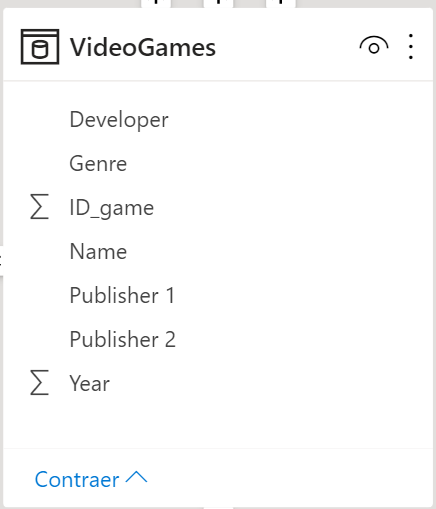 VideoGames
Developer
Genre
∑ ID_game
Name
Publisher 1
Publisher 2
∑ Year
Contraer